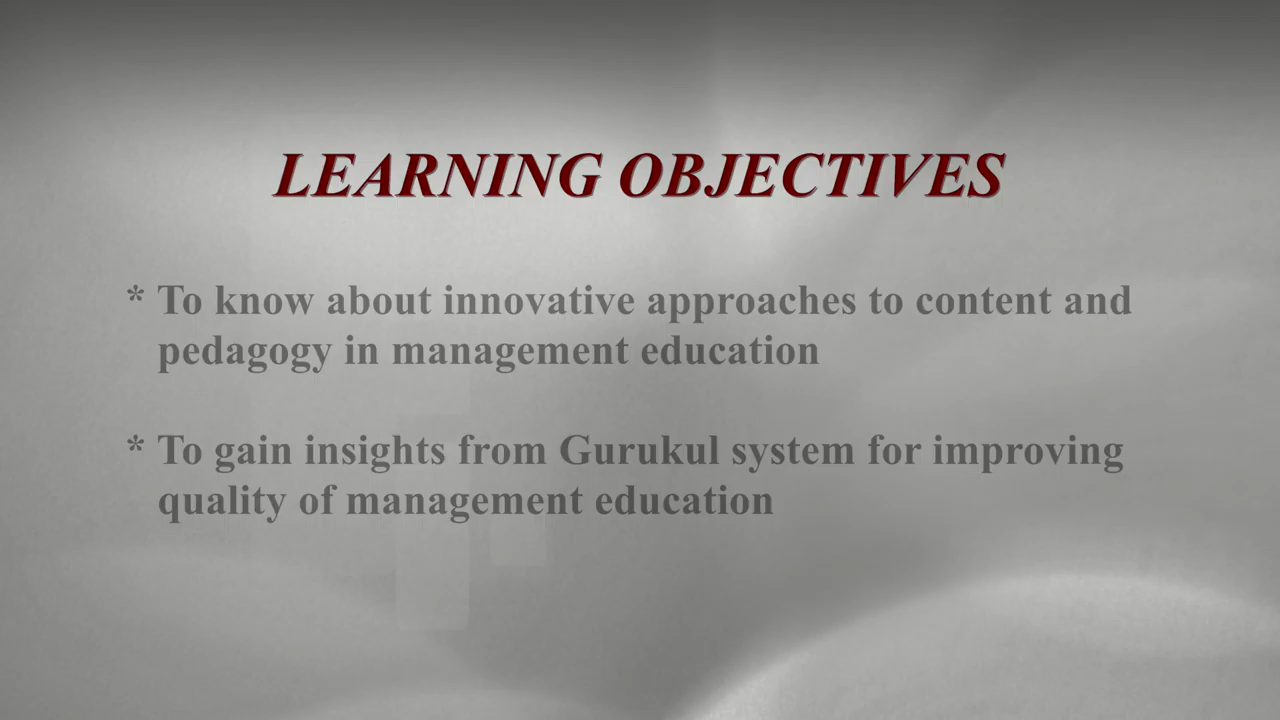 LEARNING OBJECTIVES
* To know about innovative approaches to content and
pedagogy in management education
* To gain insights from Gurukul system for improving
quality of management education